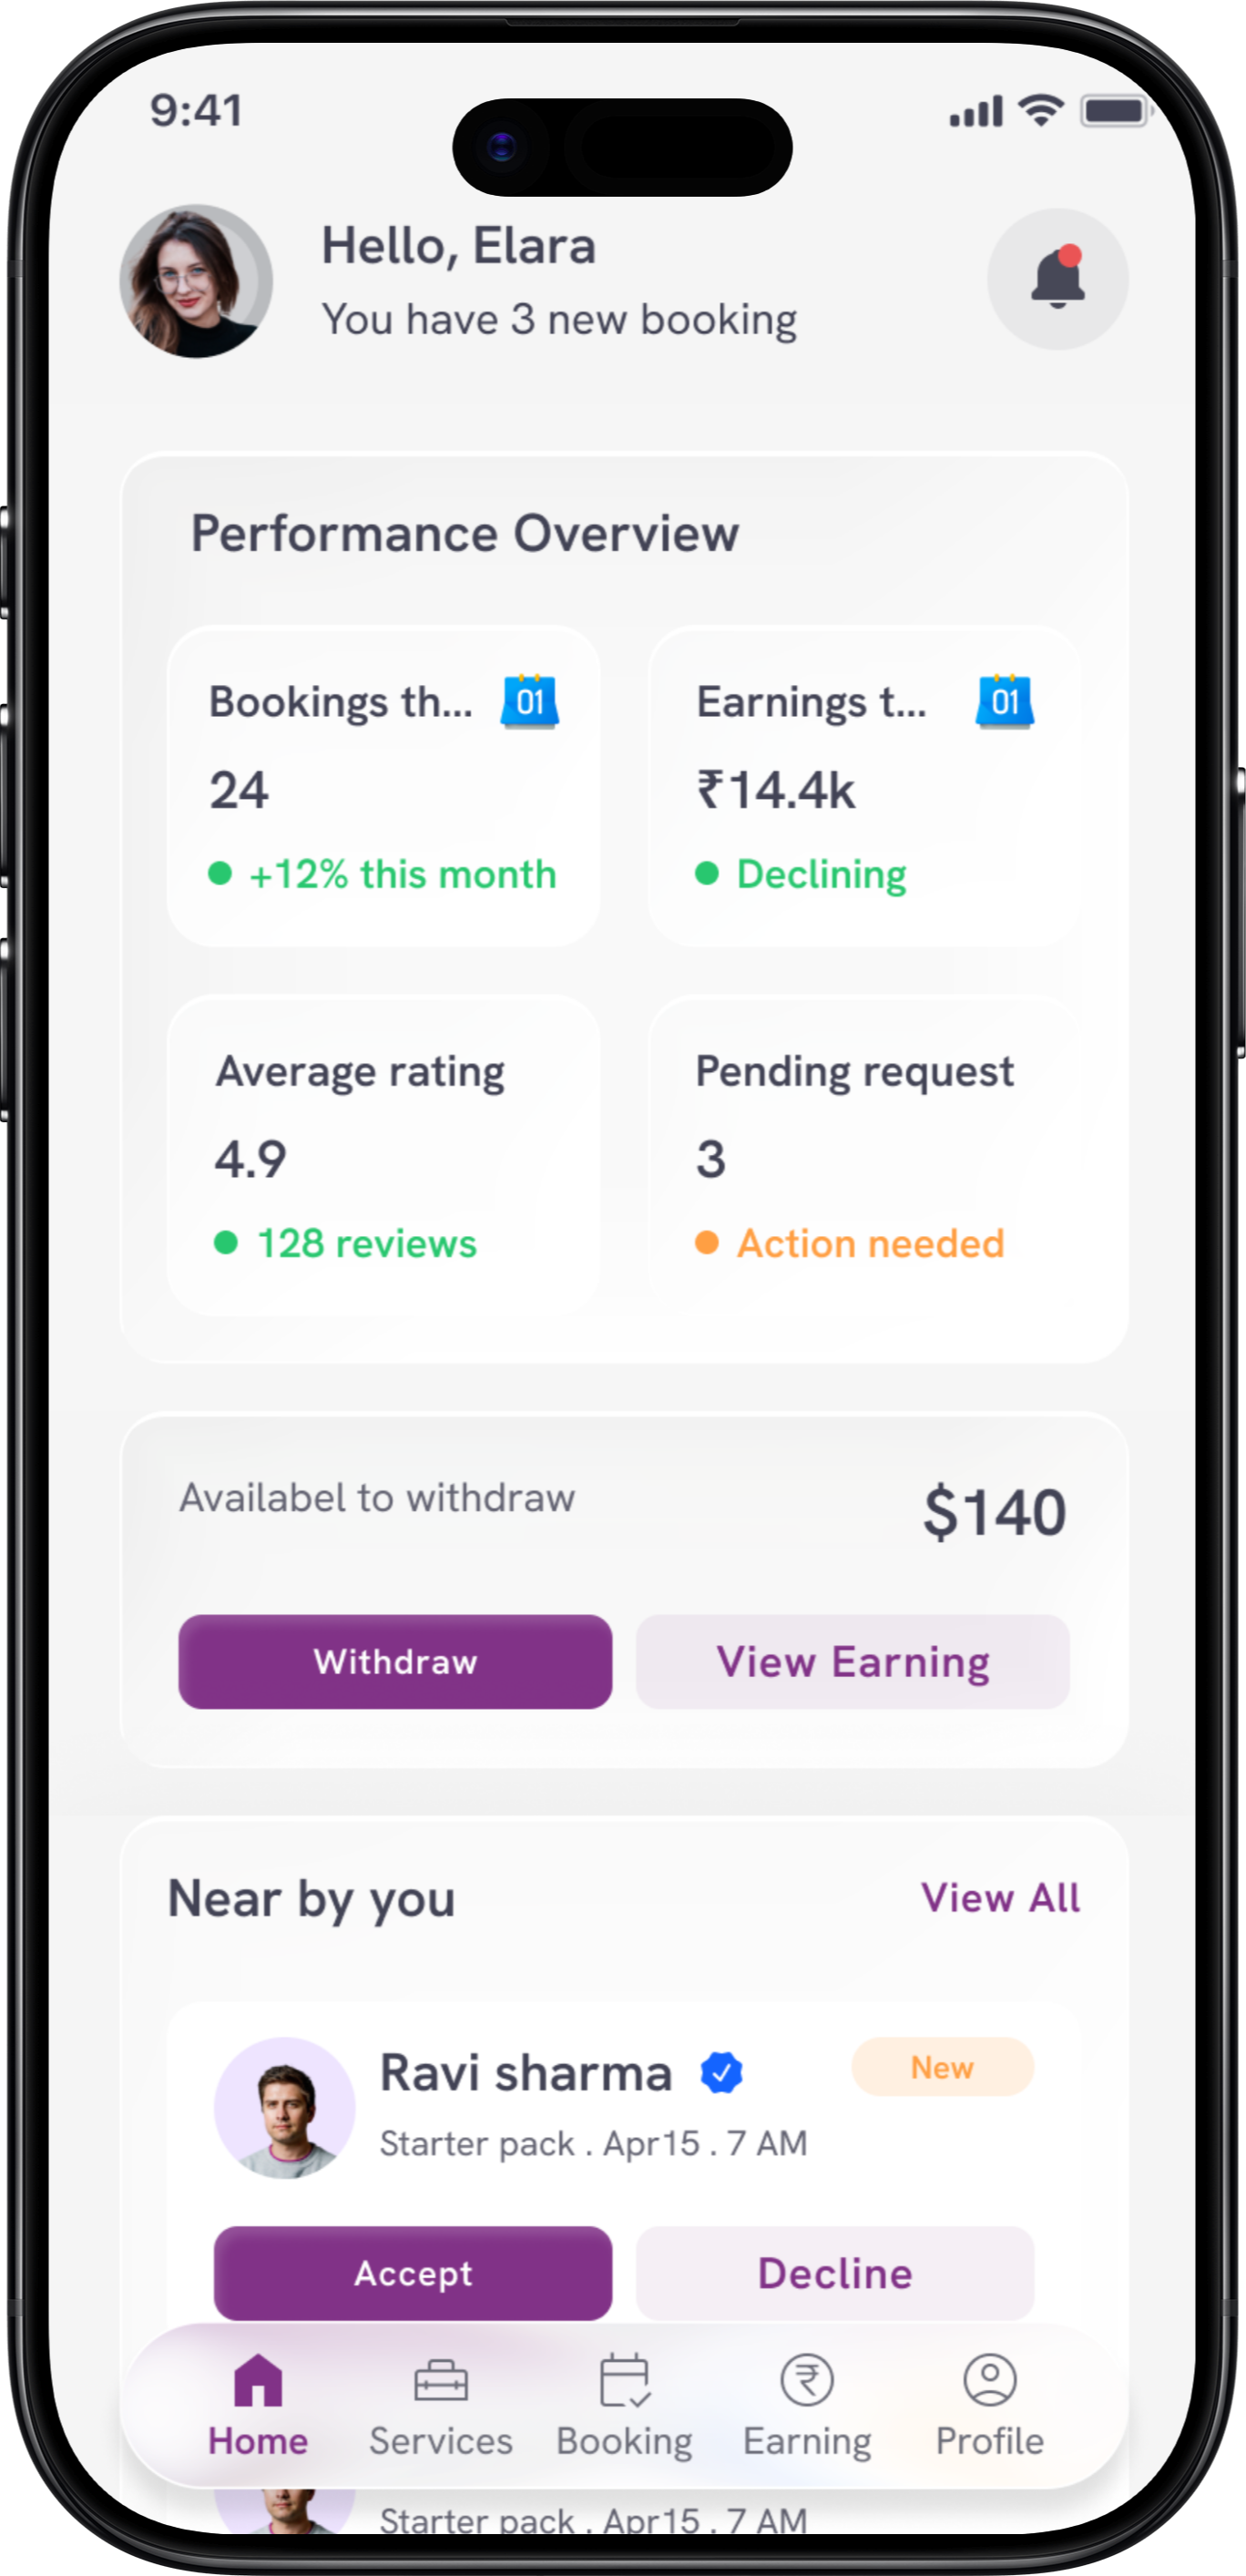 9:41
Hello, Elara
You have 3 new booking
Performance Overview
Bookings th... 01
24
+12% this month
Earnings t... 01
₹14.4k
Declining
Average rating
4.9
128 reviews
Pending request
3
Action needed
Availabel to withdraw
$140
Withdraw
View Earning
Near by you
View All
Ravi sharma
New
Starter pack . Apr15 . 7 AM
Accept
Decline
Home
Services
Booking
Earning
Profile
Starter pack . Apr15 . 7 AM